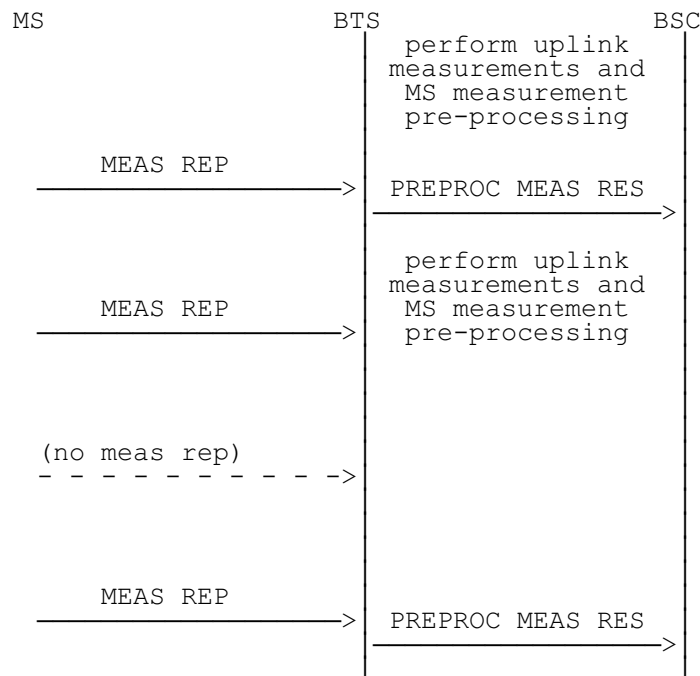 MS BTS BSC
perform uplink
measurements and
MS measurement
pre-processing
MEAS REP
PREPROC MEAS RES
perform uplink
measurements and
MS measurement
pre-processing
MEAS REP
(no meas rep)
MEAS REP
PREPROC MEAS RES